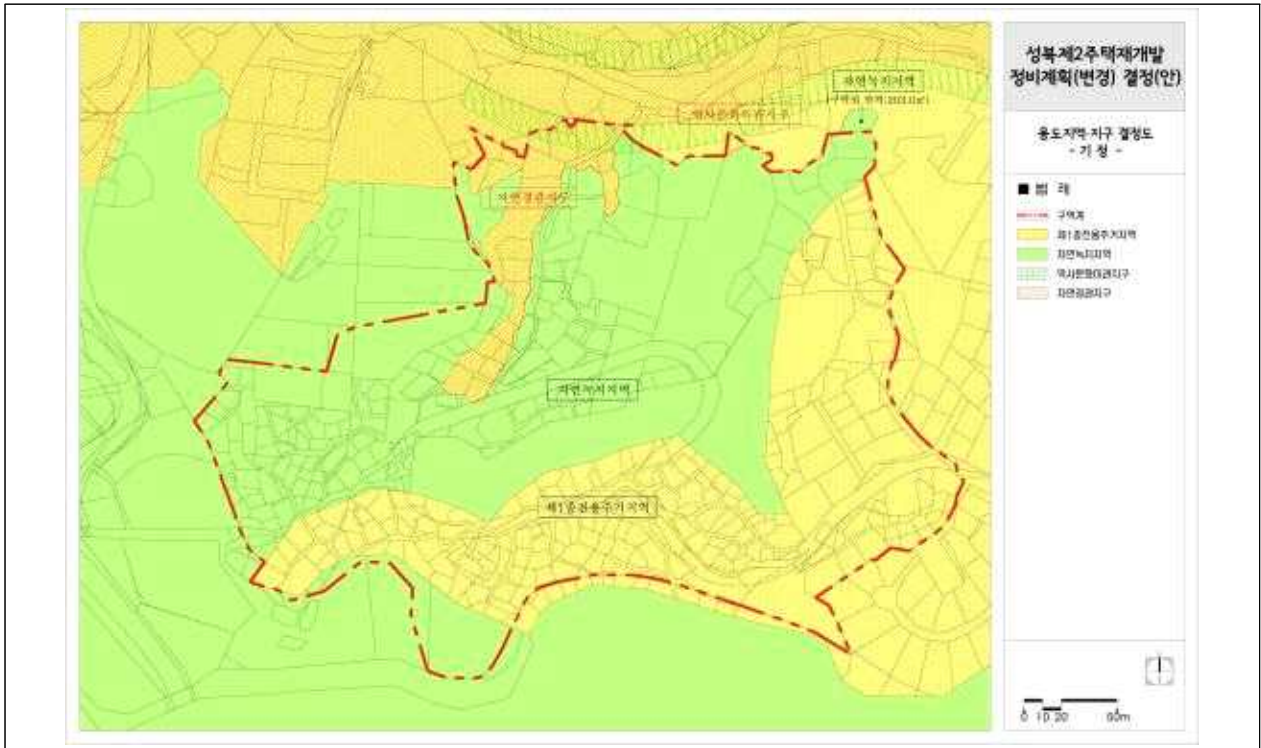 성북제2주택재개발
정비계획(변경) 결정(안)
용도지역·지구 결정도
- 기 정 -
■ 범 례
구역계
제1종전용주거지역
자연녹지지역
역사문화미관지구
자연경관지구
자연녹지지역
역사문화미관지구
자연경관지구
자연녹지지역
제1종전용주거지역
0 10 20